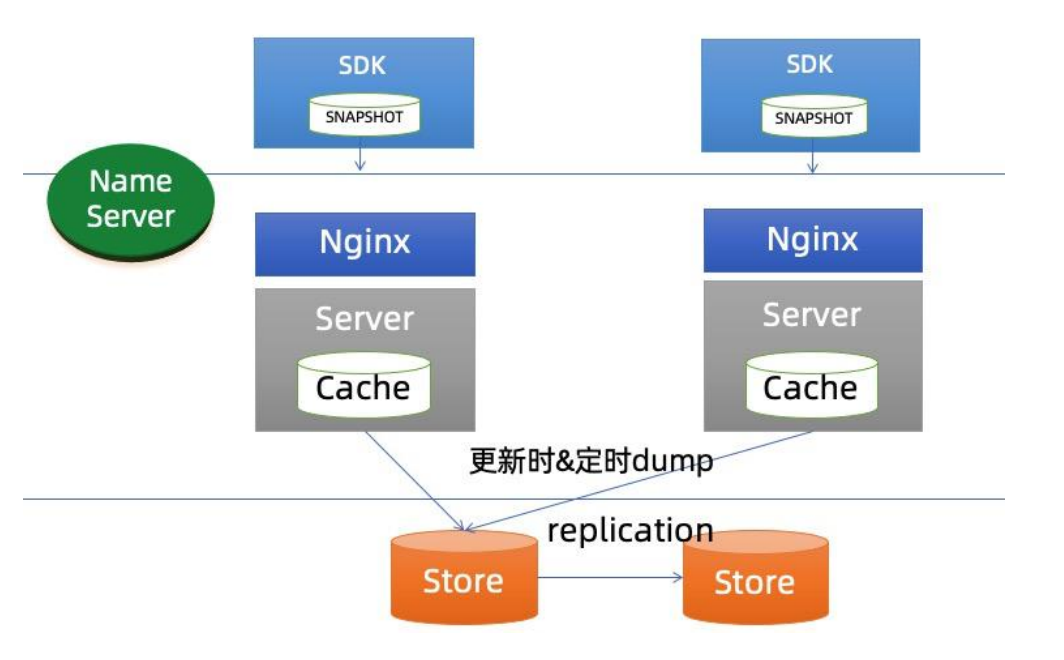 SDK
SNAPSHOT
SDK
SNAPSHOT
Name
Server
Nginx
Nginx
Server
Cache
Server
Cache
更新时&定时dump
replication
Store
Store